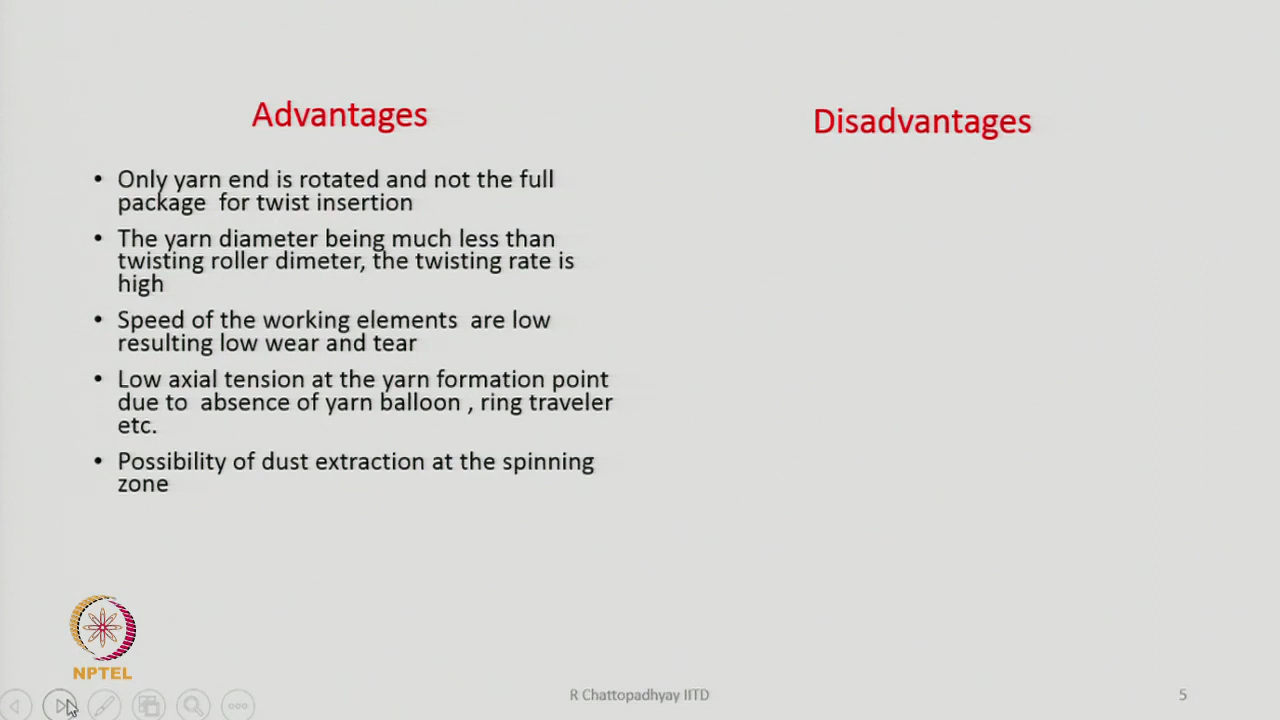 Advantages
Disadvantages
• Only yarn end is rotated and not the full
package for twist insertion
• The yarn diameter being much less than
twisting roller dimeter, the twisting rate is
high
• Speed of the working elements are low
resulting low wear and tear
• Low axial tension at the yarn formation point
due to absence of yarn balloon , ring traveler
etc.
• Possibility of dust extraction at the spinning
zone
NPTEL
R Chattopadhyay IITD
5